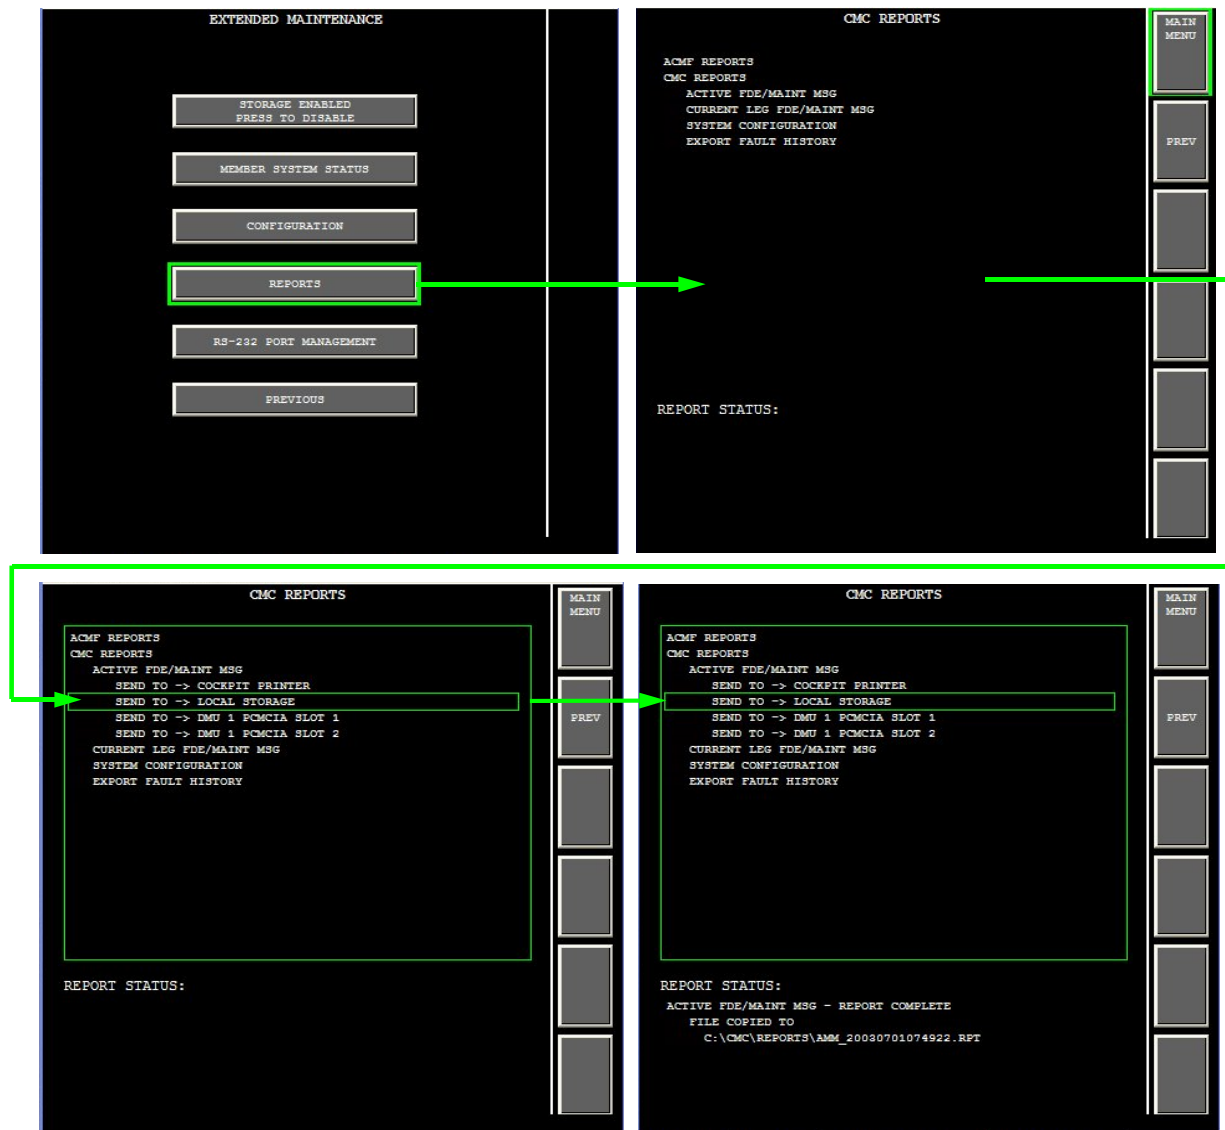 EXTENDED MAINTENANCE
STORAGE ENABLED
PRESS TO DISABLE
MEMBER SYSTEM STATUS
CONFIGURATION
REPORTS
RS-232 PORT MANAGEMENT
PREVIOUS
CMC REPORTS
MAIN
MENU
ACMF REPORTS
CMC REPORTS
ACTIVE FDE/MAINT MSG
CURRENT LEG FDE/MAINT MSG
SYSTEM CONFIGURATION
EXPORT FAULT HISTORY
PREV
REPORT STATUS:
CMC REPORTS
MAIN
MENU
ACMF REPORTS
CMC REPORTS
ACTIVE FDE/MAINT MSG
SEND TO -> COCKPIT PRINTER
SEND TO -> LOCAL STORAGE
SEND TO -> DMU 1 PCMCIA SLOT 1
SEND TO -> DMU 1 PCMCIA SLOT 2
CURRENT LEG FDE/MAINT MSG
SYSTEM CONFIGURATION
EXPORT FAULT HISTORY
PREV
REPORT STATUS:
CMC REPORTS
MAIN
MENU
ACMF REPORTS
CMC REPORTS
ACTIVE FDE/MAINT MSG
SEND TO -> COCKPIT PRINTER
SEND TO -> LOCAL STORAGE
SEND TO -> DMU 1 PCMCIA SLOT 1
SEND TO -> DMU 1 PCMCIA SLOT 2
CURRENT LEG FDE/MAINT MSG
SYSTEM CONFIGURATION
EXPORT FAULT HISTORY
PREV
REPORT STATUS:
ACTIVE FDE/MAINT MSG - REPORT COMPLETE
FILE COPIED TO
C:\CMC\REPORTS\AMM_20030701074922.RPT